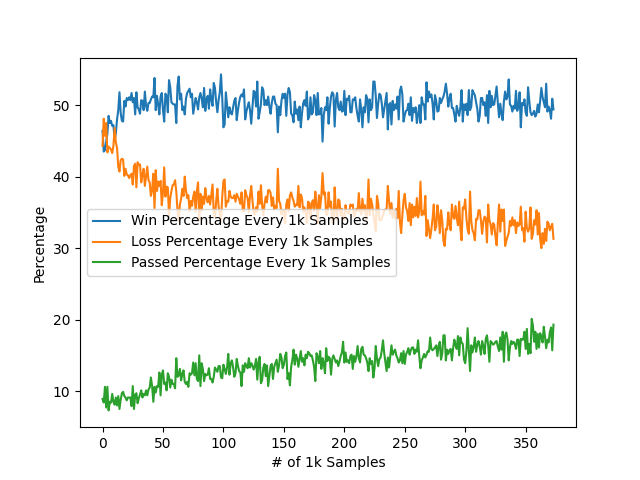 50
40
30
20
10
Percentage
Win Percentage Every 1k Samples
Loss Percentage Every 1k Samples
Passed Percentage Every 1k Samples
0 50 100 150 200 250 300 350
# of 1k Samples